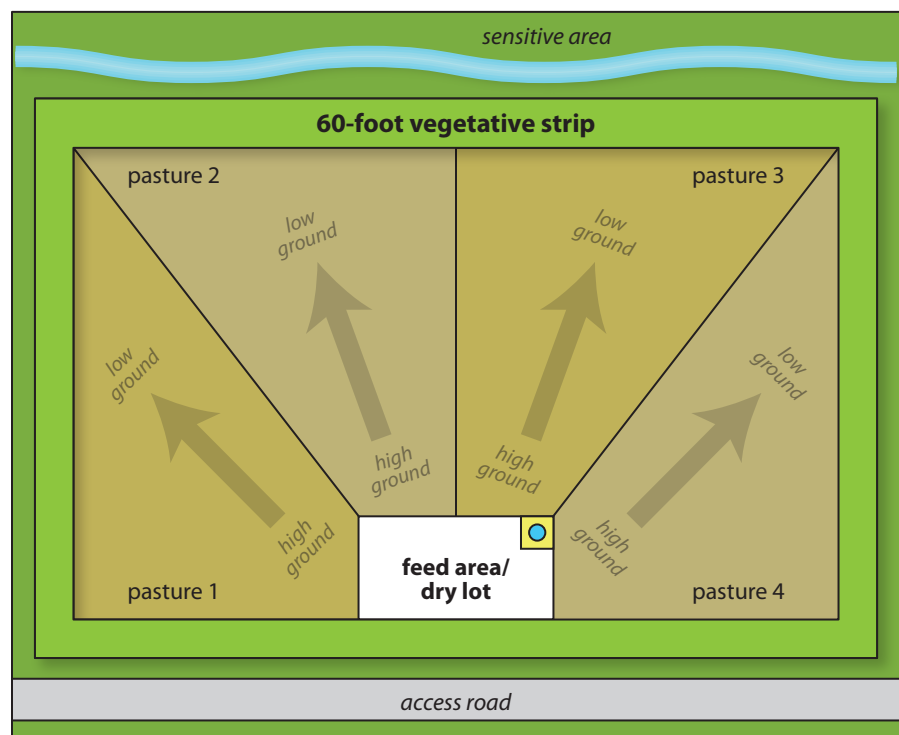 sensitive area
60-foot vegetative strip
pasture 2
pasture 3
low
ground
low
ground
low
ground
low
ground
high
ground
high
ground
high
ground
high
ground
feed area/
dry lot
pasture 1
pasture 4
access road